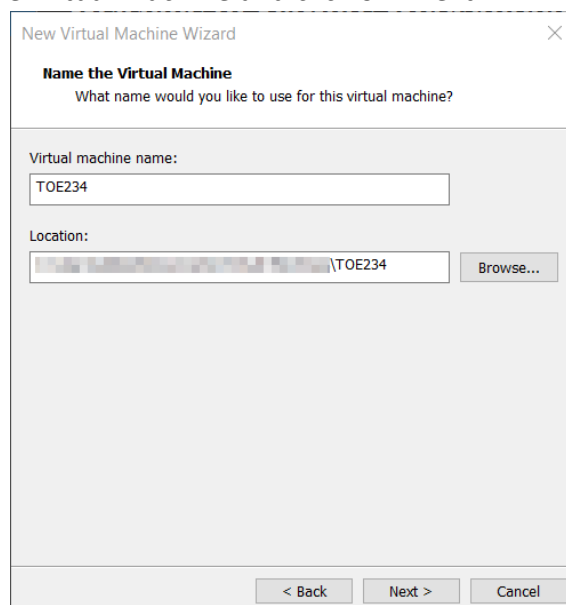 New Virtual Machine Wizard
Name the Virtual Machine
What name would you like to use for this virtual machine?
Virtual machine name:
TOE234
Location:
\TOE234
Browse...
< Back
Next >
Cancel